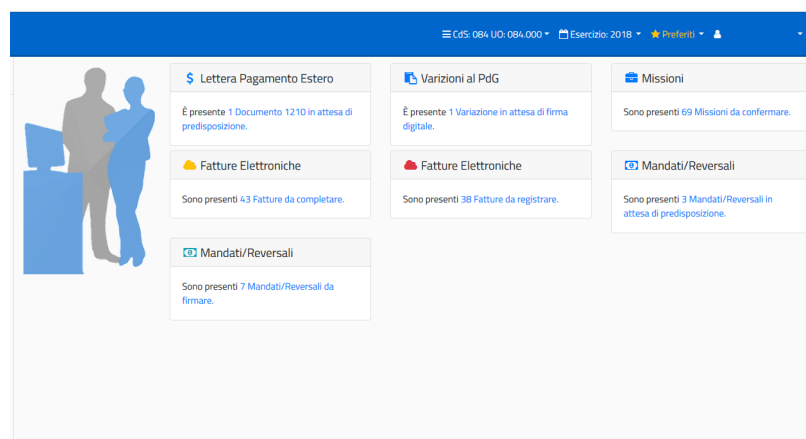 CdS: 084 UO: 084.000 Esercizio: 2018 Preferiti
Lettera Pagamento Estero
È presente 1 Documento 1210 in attesa di
predisposizione.
Varizioni al PdG
È presente 1 Variazione in attesa di firma
digitale.
Missioni
Sono presenti 69 Missioni da confermare.
Fatture Elettroniche
Sono presenti 43 Fatture da completare.
Fatture Elettroniche
Sono presenti 38 Fatture da registrare.
Mandati/Reversali
Sono presenti 3 Mandati/Reversali in
attesa di predisposizione.
Mandati/Reversali
Sono presenti 7 Mandati/Reversali da
firmare.